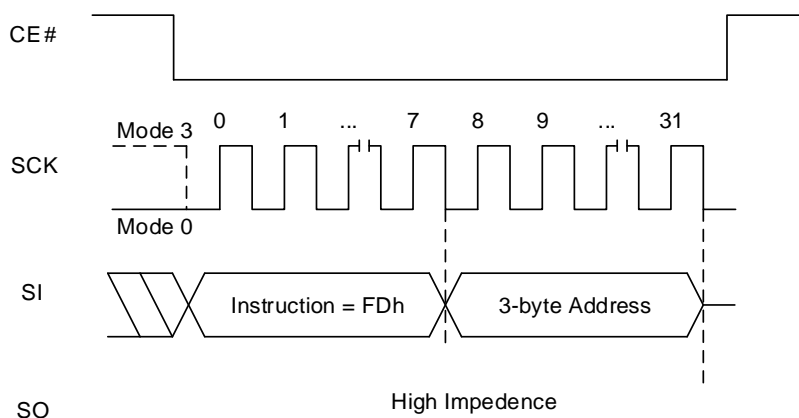 CE#
Mode 3
0 1 ... 7 8 9 ... 31
SCK
Mode 0
SI
Instruction = FDh
3-byte Address
High Impedence
SO